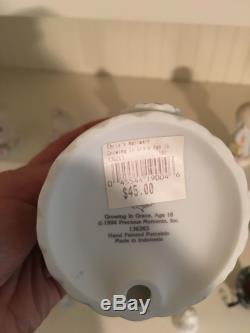 Chris's Hallmark
Growing In Grace Age 16
136263
$45.00
Growing in Grace, Age 16
© 1994 Precious Moments, Inc.
136263
Hand Painted Porcelain
Made in Indonesia